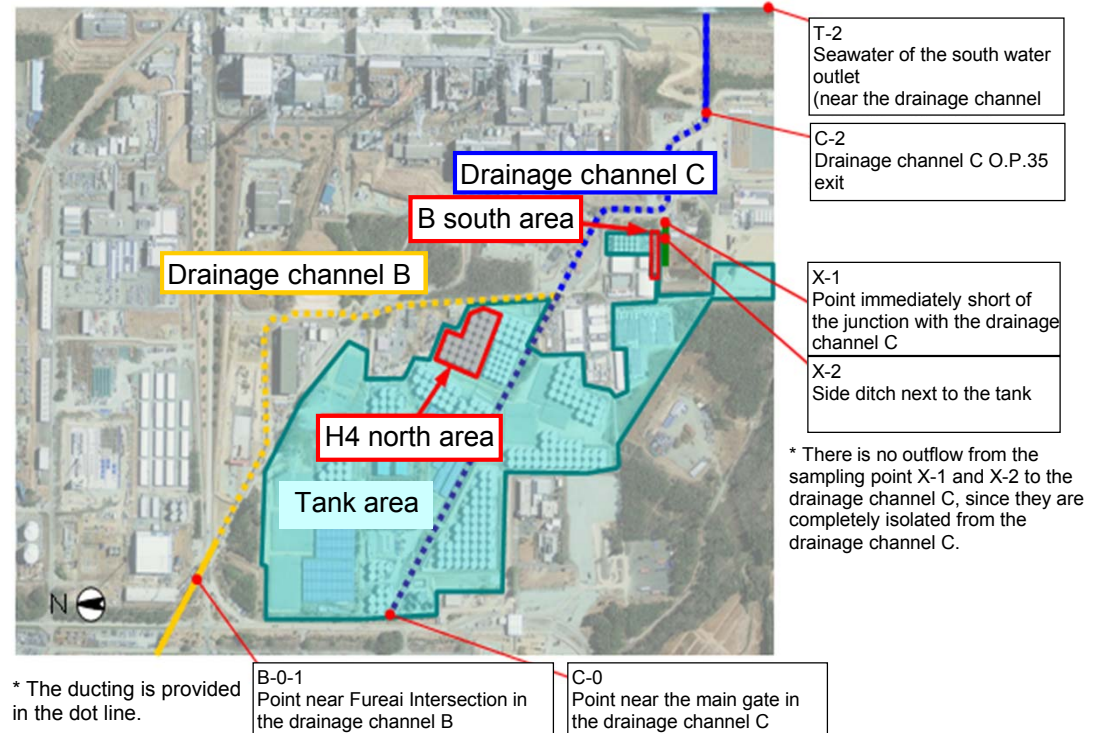 T-2
Seawater of the south water
outlet
(near the drainage channel
C-2
Drainage channel C O.P.35
exit
Drainage channel C
B south area
Drainage channel B
X-1
Point immediately short of
the junction with the drainage
channel C
X-2
Side ditch next to the tank
H4 north area
* There is no outflow from the
sampling point X-1 and X-2 to the
drainage channel C, since they are
completely isolated from the
drainage channel C.
Tank area
N
* The ducting is provided
in the dot line.
B-0-1
Point near Fureai Intersection in
the drainage channel B
C-0
Point near the main gate in
the drainage channel C